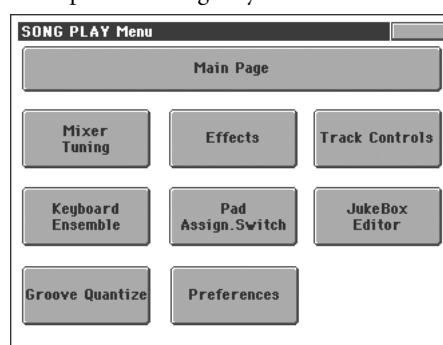 SONG PLAY Menu
Main Page
Mixer
Tuning
Effects
Track Controls
Keyboard
Ensemble
Pad
Assign.Switch
JukeBox
Editor
Groove Quantize
Preferences